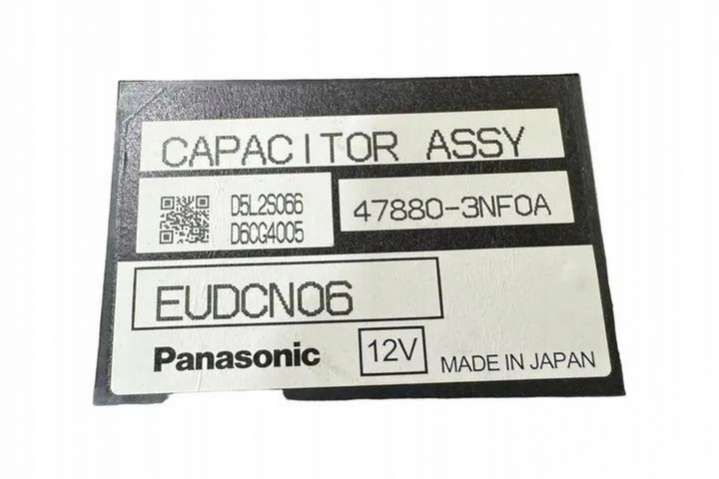 CAPACITOR ASSY
D5L2S066
D6CG4005
47880-3NF0A
EUDCN06
Panasonic
12V
MADE IN JAPAN